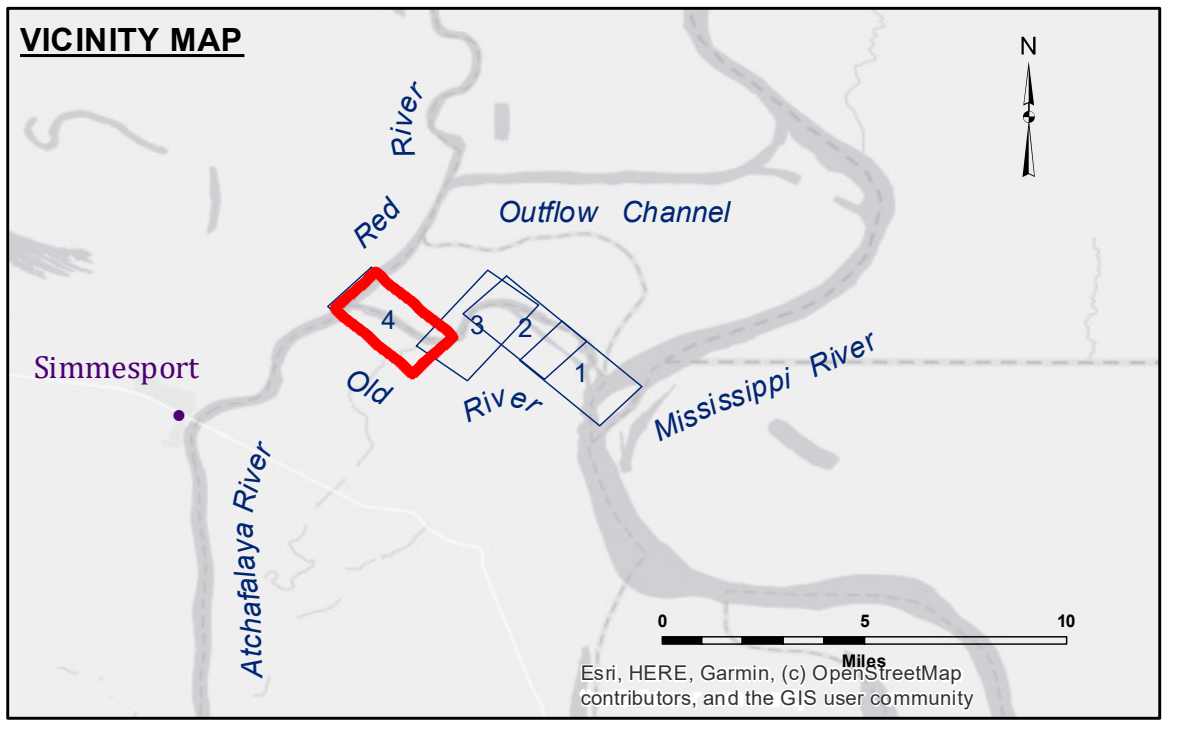 VICINITY MAP
N
Red River
Outflow Channel
4
3
2
1
Simmesport
Old River
Mississippi River
Atchafalaya River
0 5 10
Miles
Esri, HERE, Garmin, (c) OpenStreetMap
contributors, and the GIS user community